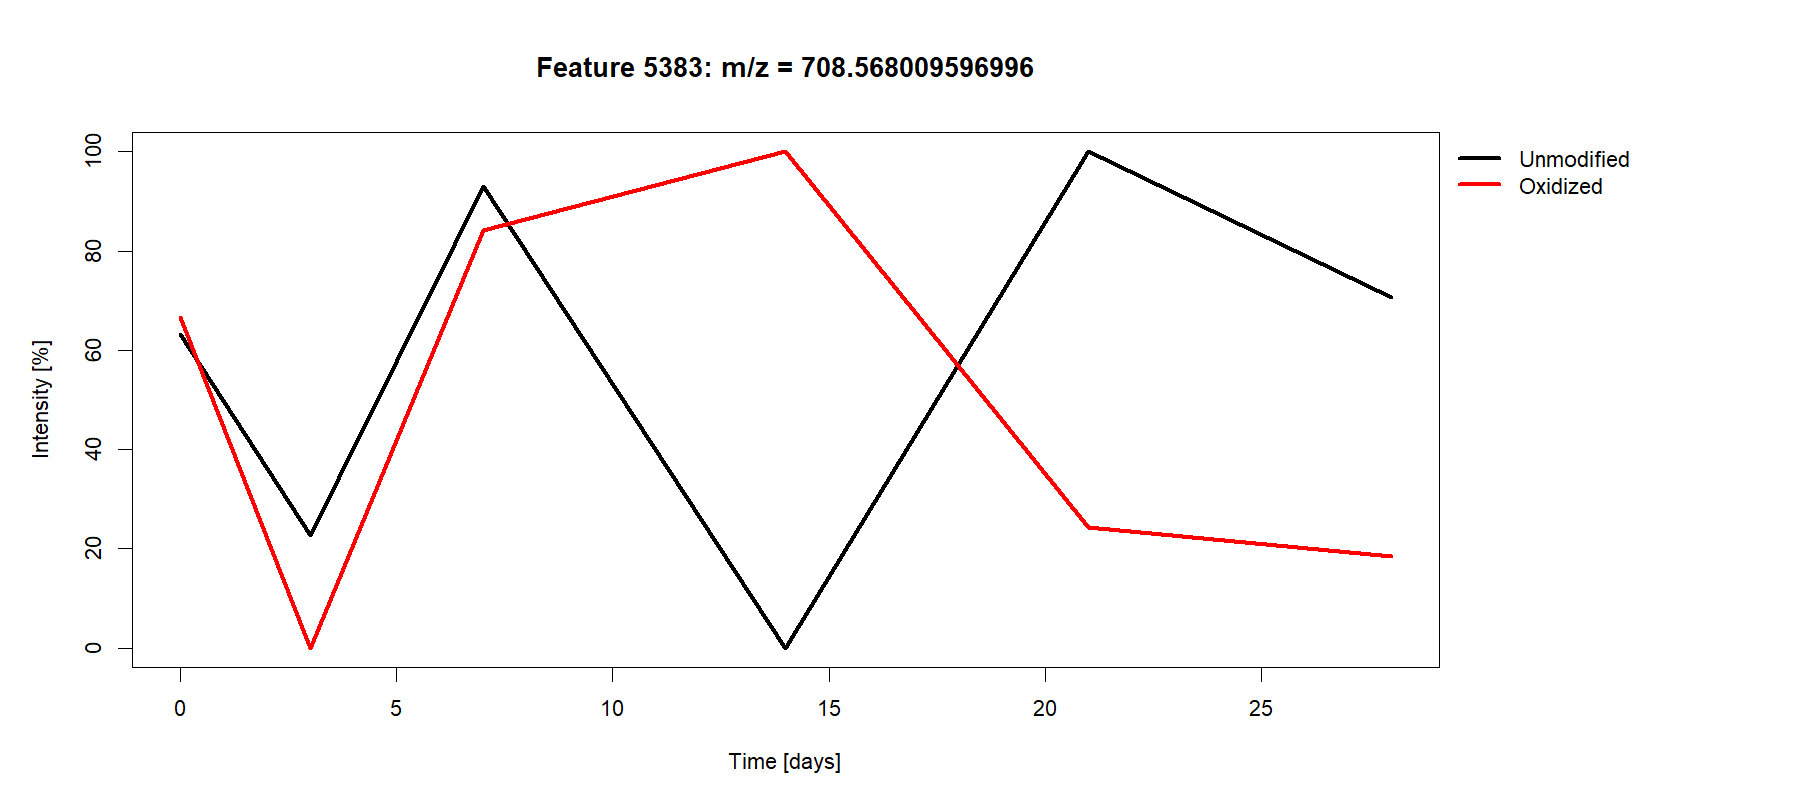 Feature 5383: m/z = 708.568009596996
Unmodified
Oxidized
Intensity [%]
100
80
60
40
20
0
0 5 10 15 20 25
Time [days]